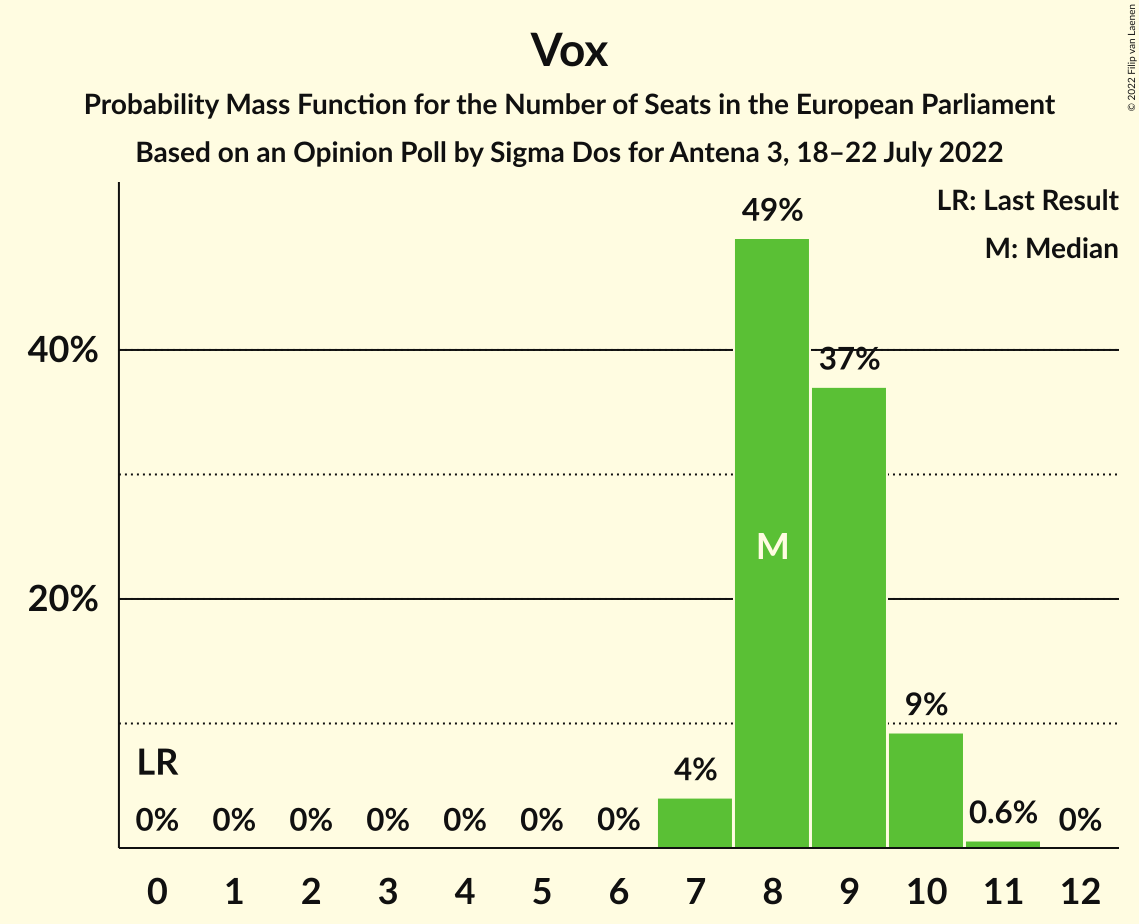 Vox
Probability Mass Function for the Number of Seats in the European Parliament
Based on an Opinion Poll by Sigma Dos for Antena 3, 18–22 July 2022
© 2022 Filip van Laenen
LR: Last Result
M: Median
49%
40%
37%
M
20%
9%
LR
4%
0% 0% 0% 0% 0% 0% 0% 0.6% 0%
0 1 2 3 4 5 6 7 8 9 10 11 12